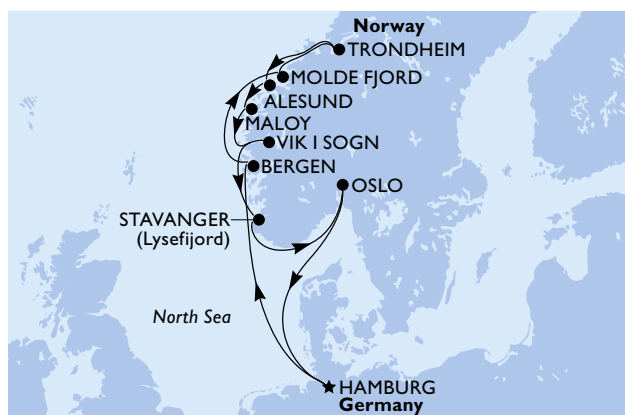 Norway
TRONDHEIM
MOLDE FJORD
ALESUND
MALOY
VIK I SOGN
BERGEN
OSLO
STAVANGER
(Lysefijord)
North Sea
HAMBURG
Germany